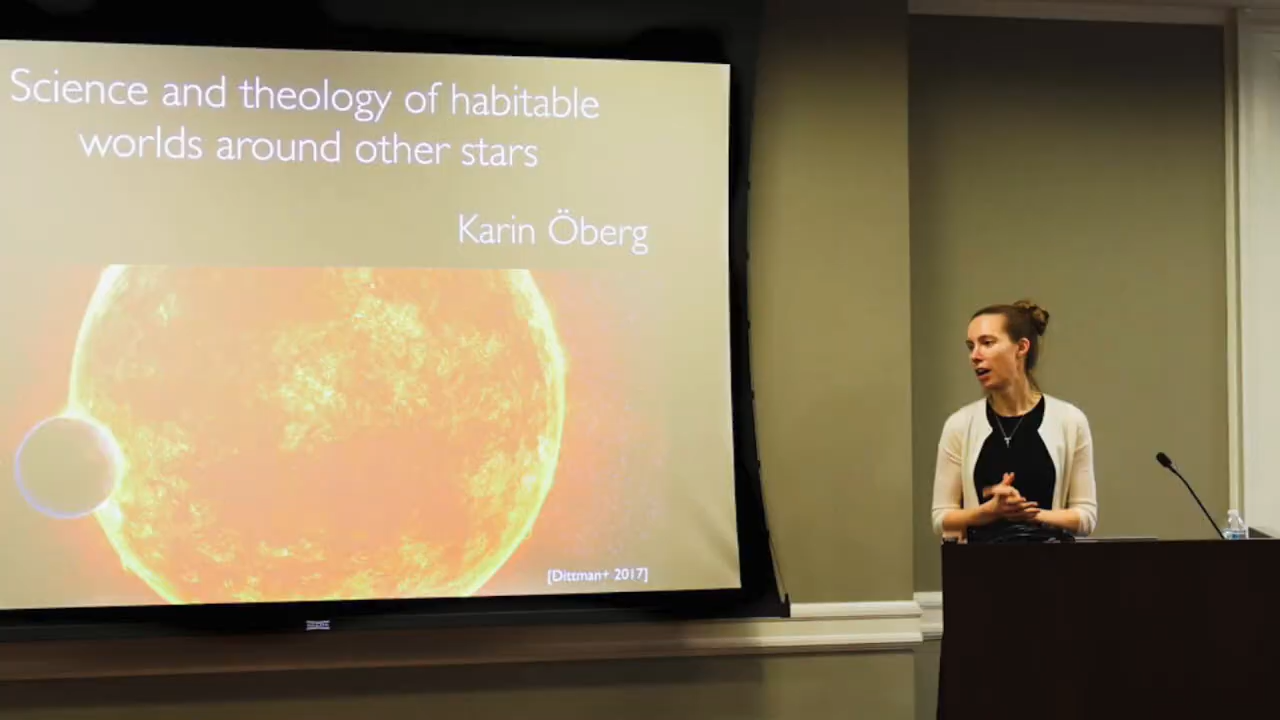 Science and theology of habitable
worlds around other stars
Karin Öberg
[Dittman+ 2017]